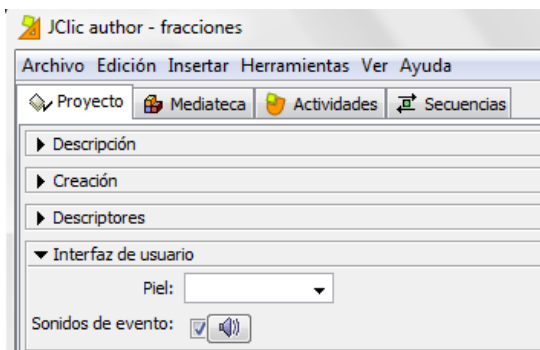 JClic author - fracciones
Archivo Edición Insertar Herramientas Ver Ayuda
Proyecto Mediateca Actividades Secuencias
Descripción
Creación
Descriptores
Interfaz de usuario
Piel:
Sonidos de evento: